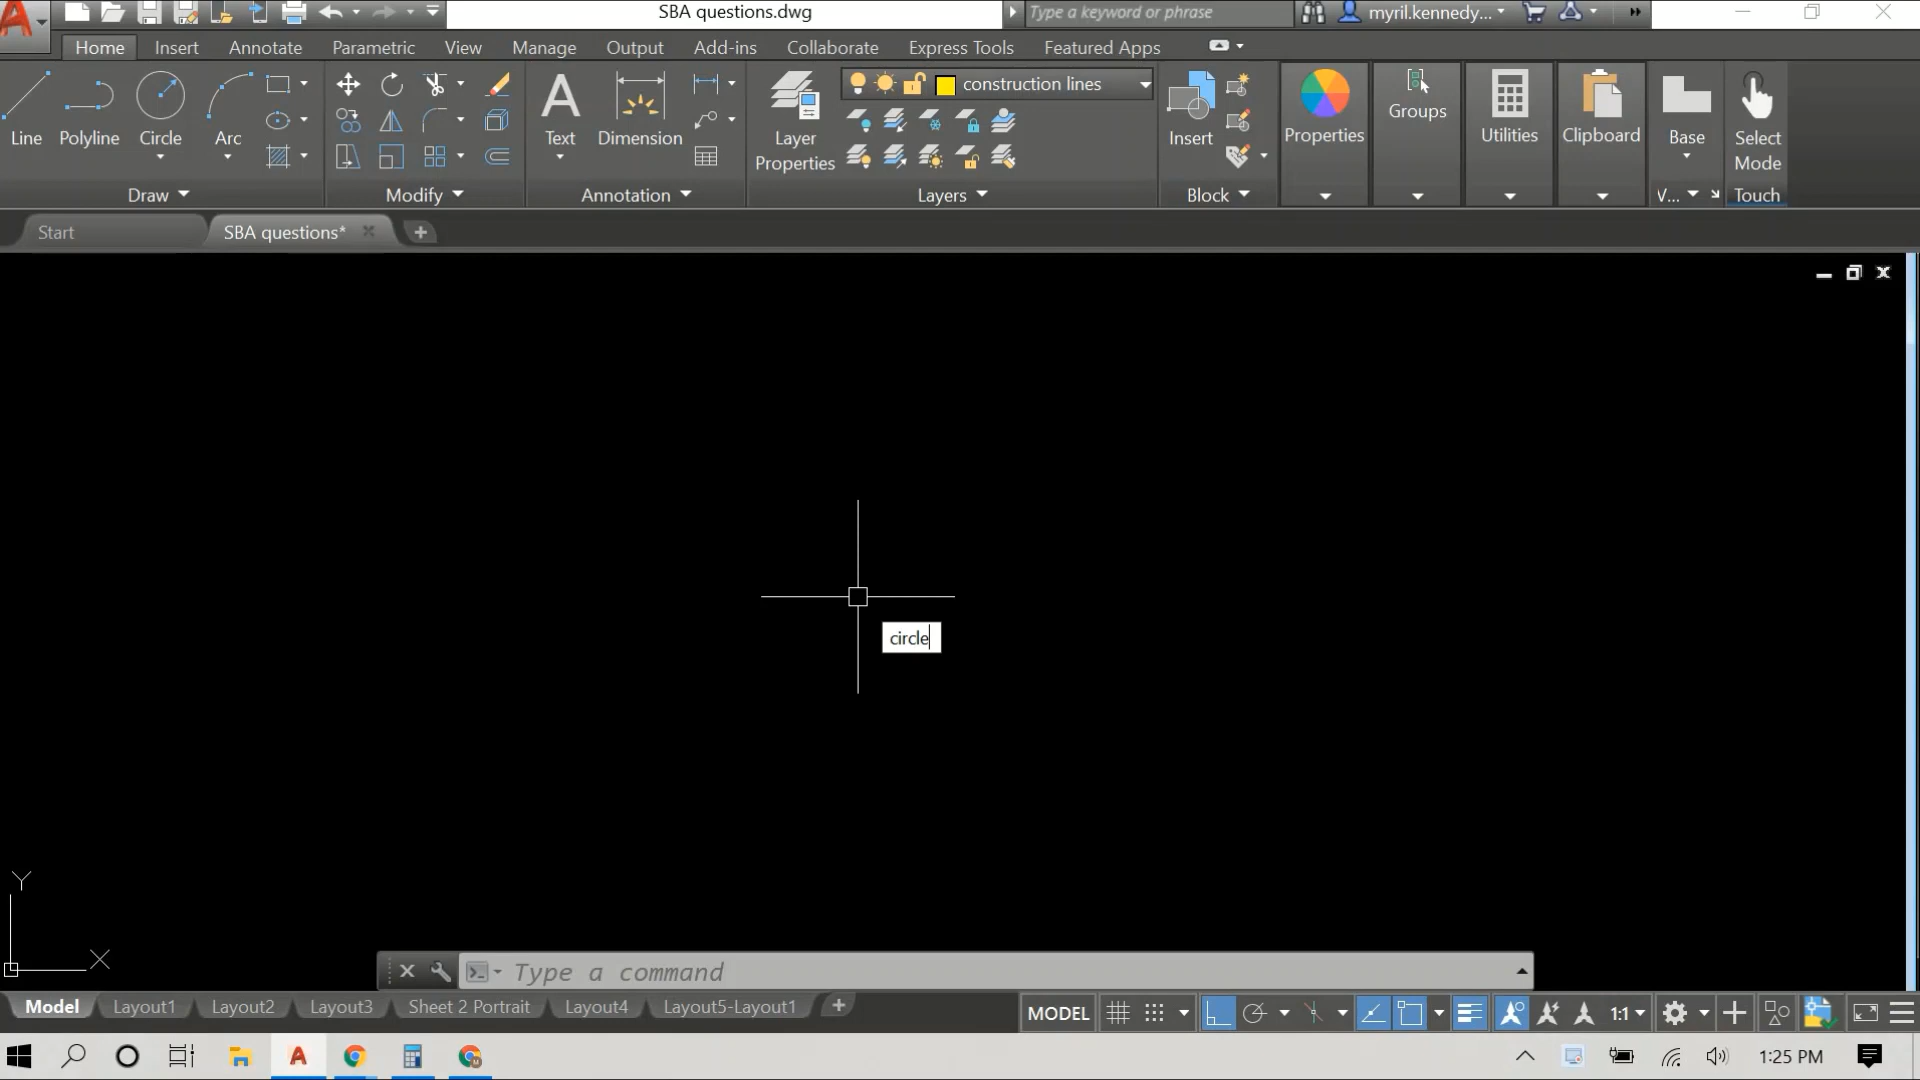 SBA questions.dwg
Type a keyword or phrase
myril.kennedy...
Home Insert Annotate Parametric View Manage Output Add-ins Collaborate Express Tools Featured Apps
Line Polyline Circle Arc
Text Dimension
Layer Properties
construction lines
Insert
Properties Groups Utilities Clipboard Base
Select Mode
Draw Modify Annotation Layers Block V... Touch
Start SBA questions* +
circle
Y
X
Type a command
Model Layout1 Layout2 Layout3 Sheet 2 Portrait Layout4 Layout5-Layout1 +
MODEL 1:1
1:25 PM